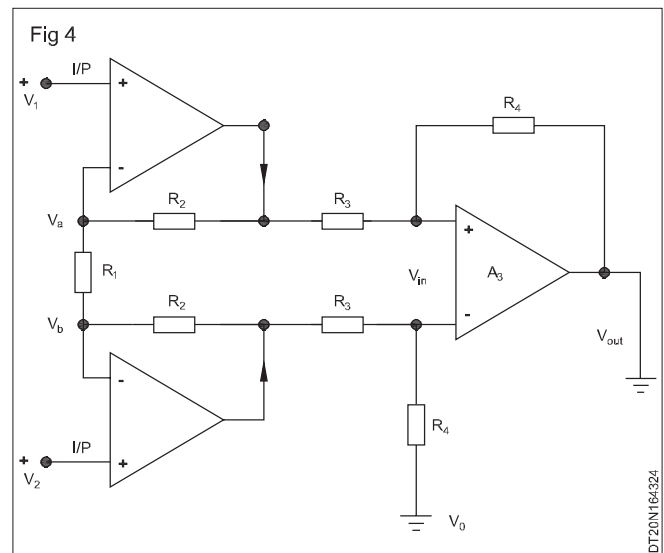 Fig 4
I/P
+
V1
+
-
R4
Va
R2
R3
+
R1
Vin
A3
Vb
R2
R3
-
Vout
-
R4
I/P
+
+
V2
V0
DT20N164324